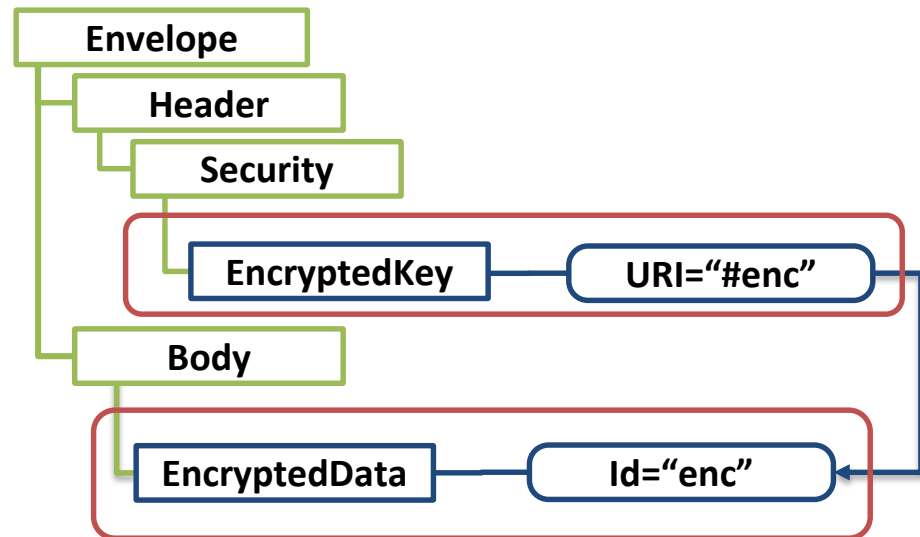 Envelope
Header
Security
EncryptedKey
URI=“#enc”
Body
EncryptedData
Id=“enc”